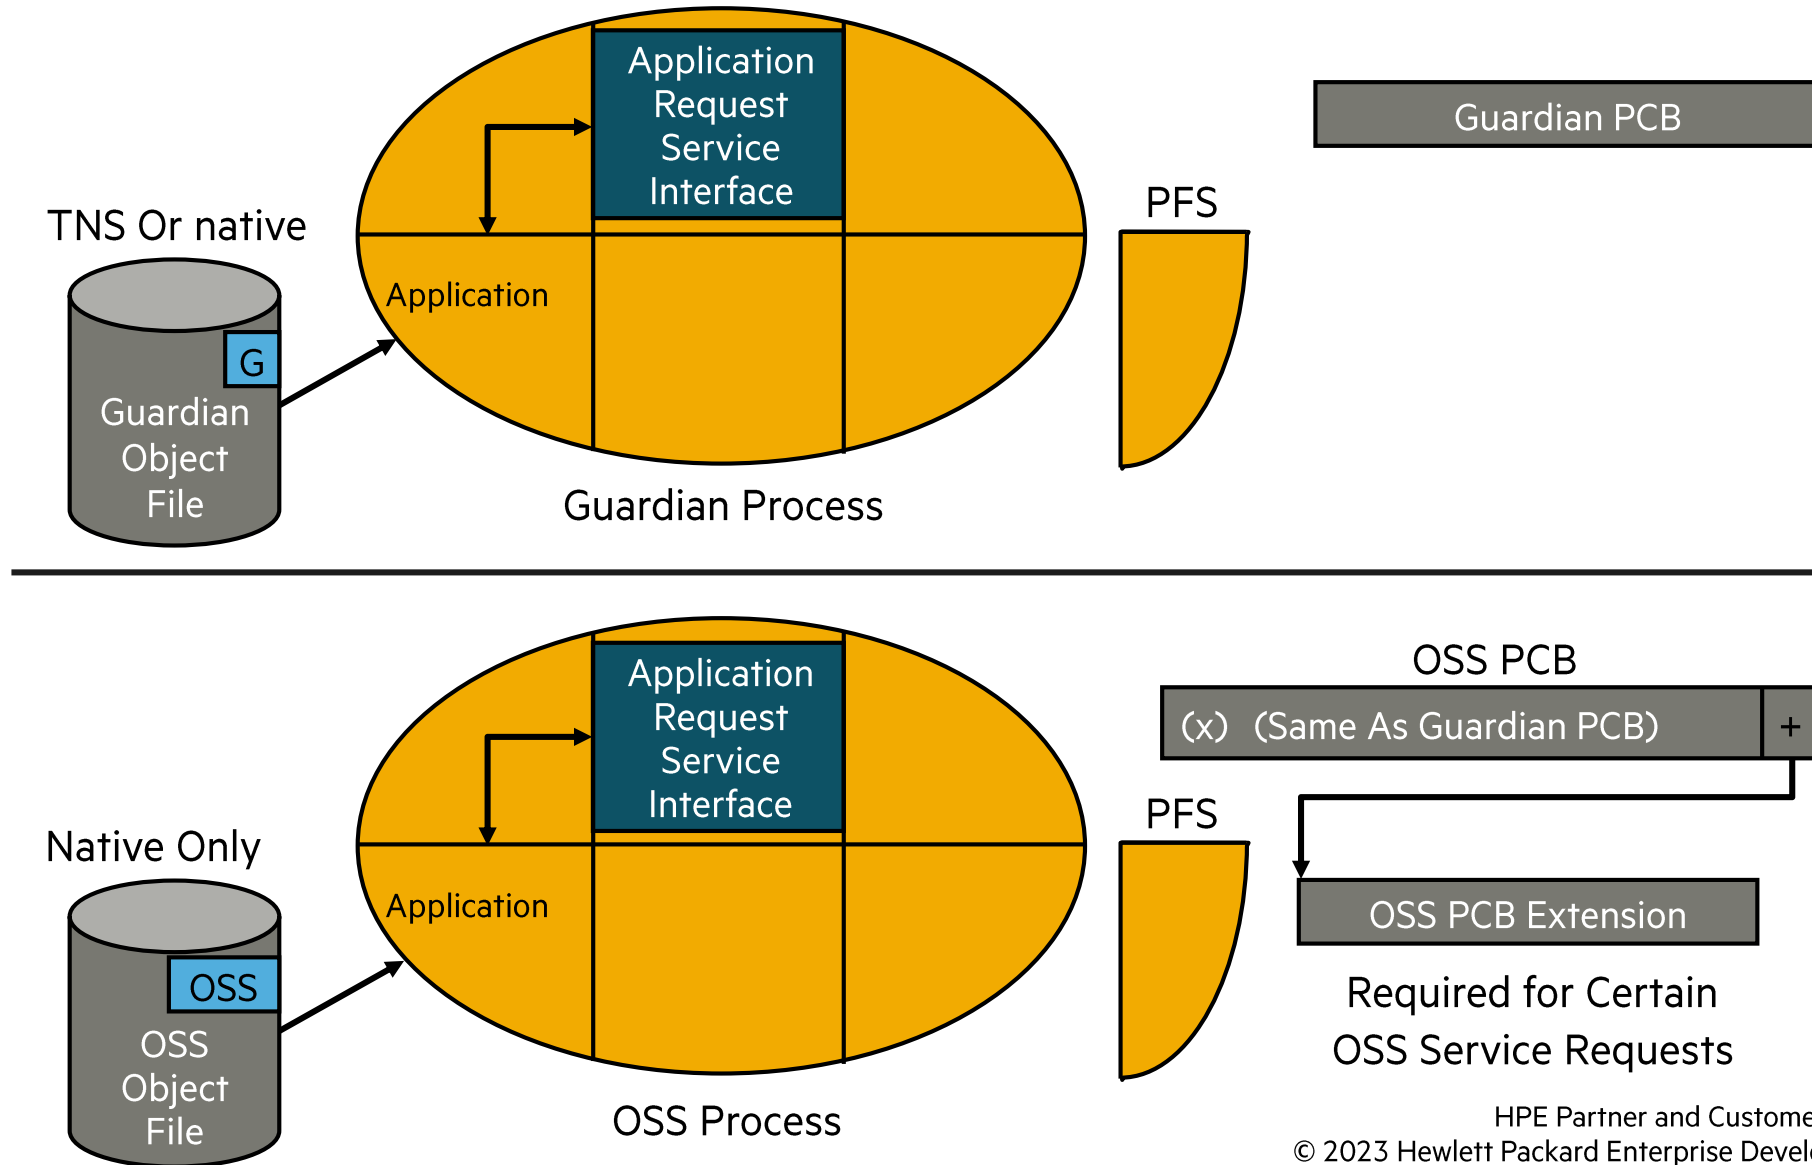 Application
Request
Service
Interface
Guardian PCB
PFS
TNS Or native
Application
G
Guardian
Object
File
Guardian Process
Application
Request
Service
Interface
OSS PCB
(x) (Same As Guardian PCB)
+
PFS
Native Only
Application
OSS PCB Extension
OSS
Required for Certain
OSS Service Requests
OSS
Object
File
OSS Process
HPE Partner and Custome
© 2023 Hewlett Packard Enterprise Develo